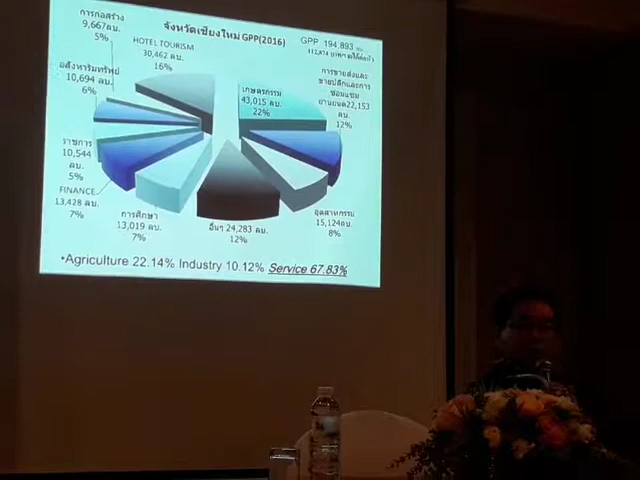 จังหวัดเชียงใหม่ GPP(2016)
GPP 194,893
การก่อสร้าง
9,667 ลบ.
5%
HOTEL TOURISM
30,462 ลบ.
16%
อสังหาริมทรัพย์
10,694 ลบ.
6%
เกษตรกรรม
43,015 ลบ.
22%
การขายส่งและ
ขายปลีกและการ
ซ่อมแซม
ยานยนต์22,153
ลบ.
12%
ราชการ
10,544
ลบ.
5%
FINANCE
13,428 ลบ.
7%
การศึกษา
13,019 ลบ.
7%
อื่นๆ 24,283 ลบ.
12%
อุตสาหกรรม
15,124ลบ.
8%
•Agriculture 22.14% Industry 10.12% Service 67.83%